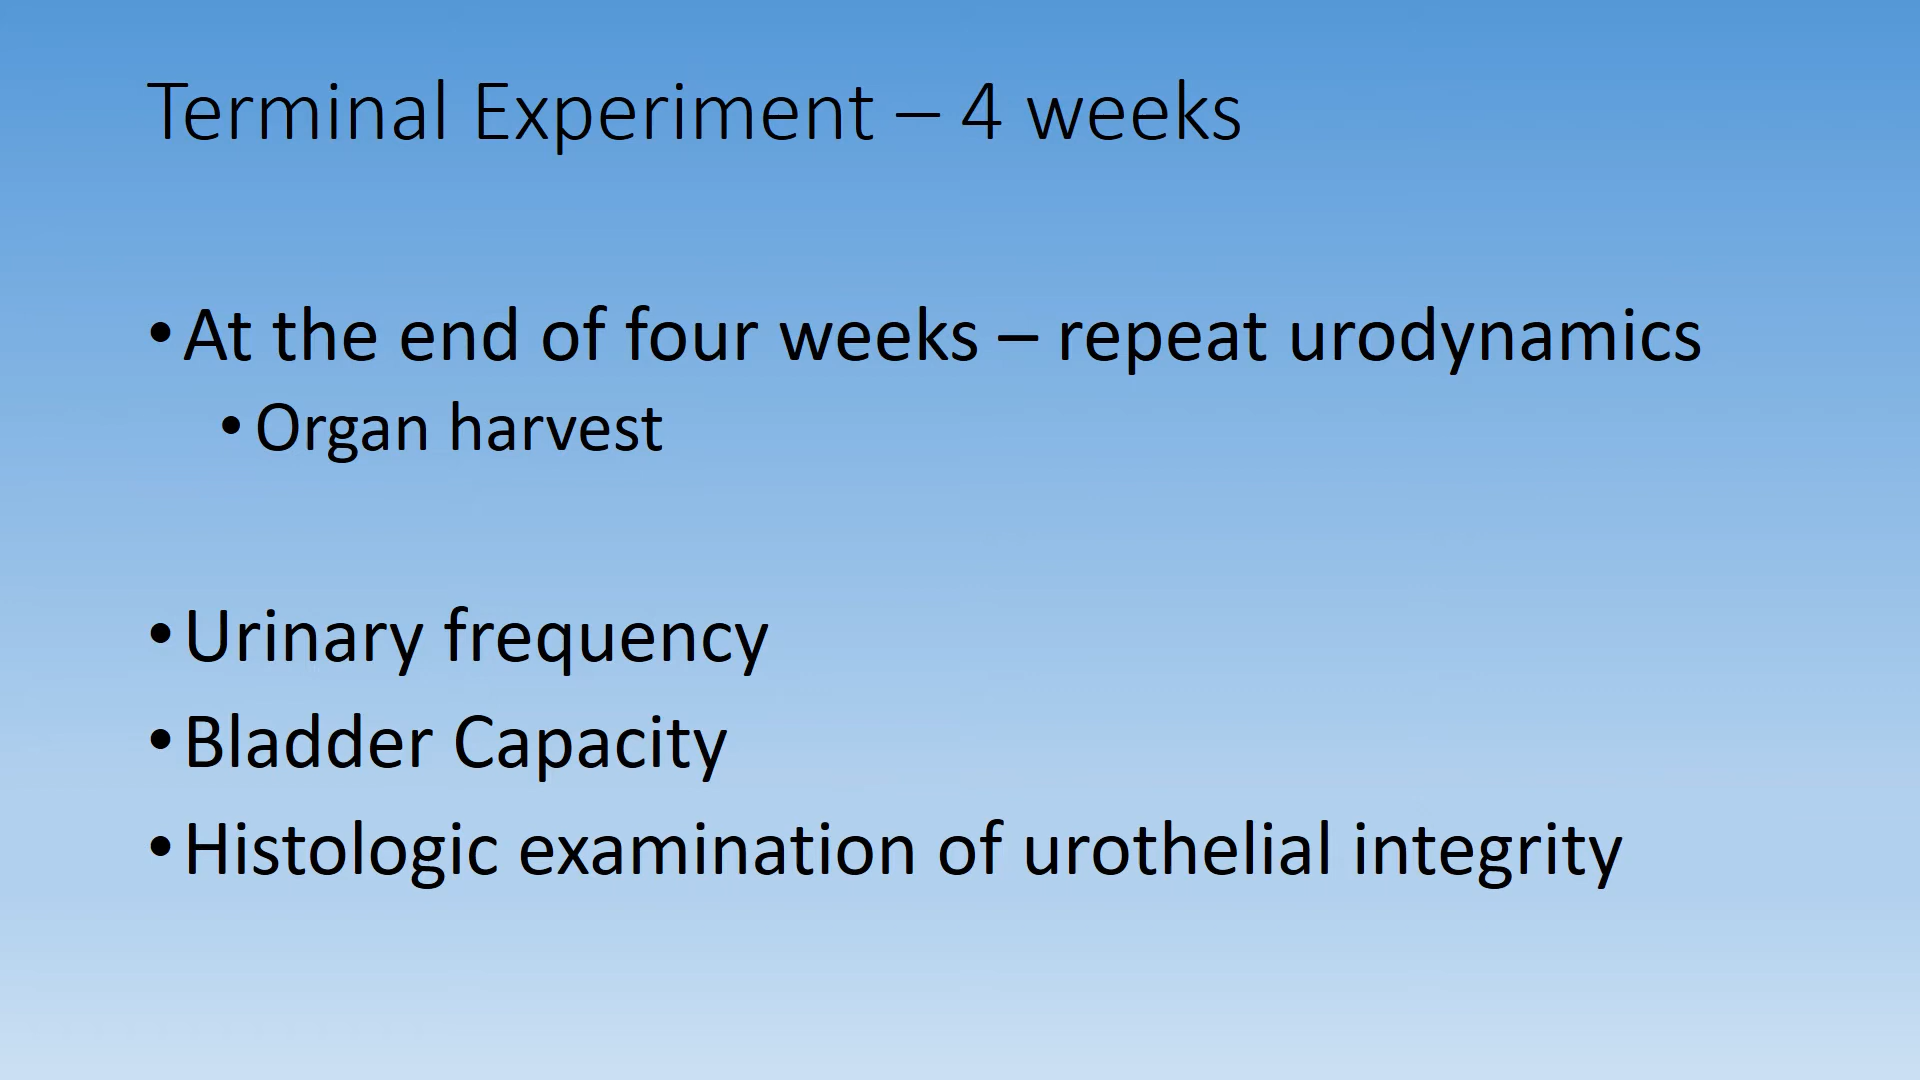 Terminal Experiment – 4 weeks
•At the end of four weeks – repeat urodynamics
•Organ harvest
•Urinary frequency
•Bladder Capacity
•Histologic examination of urothelial integrity